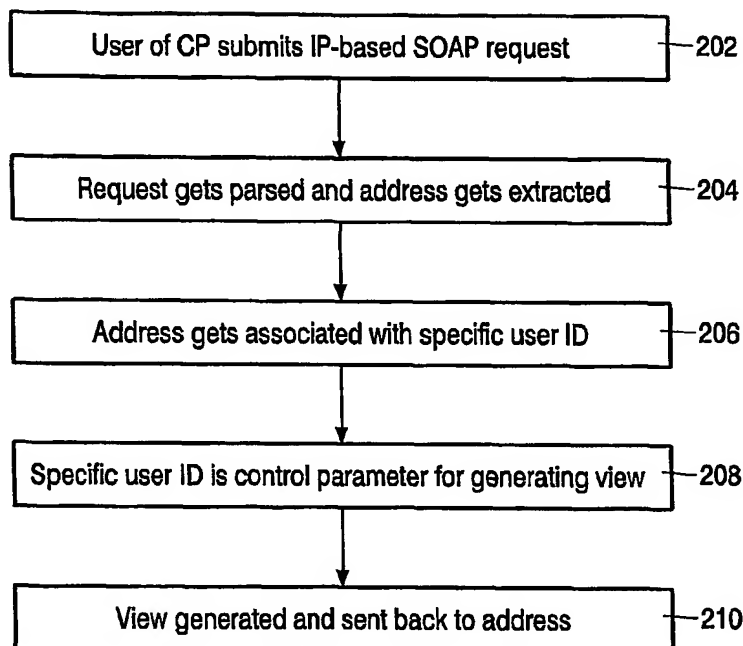 User of CP submits IP-based SOAP request 202
Request gets parsed and address gets extracted 204
Address gets associated with specific user ID 206
Specific user ID is control parameter for generating view 208
View generated and sent back to address 210